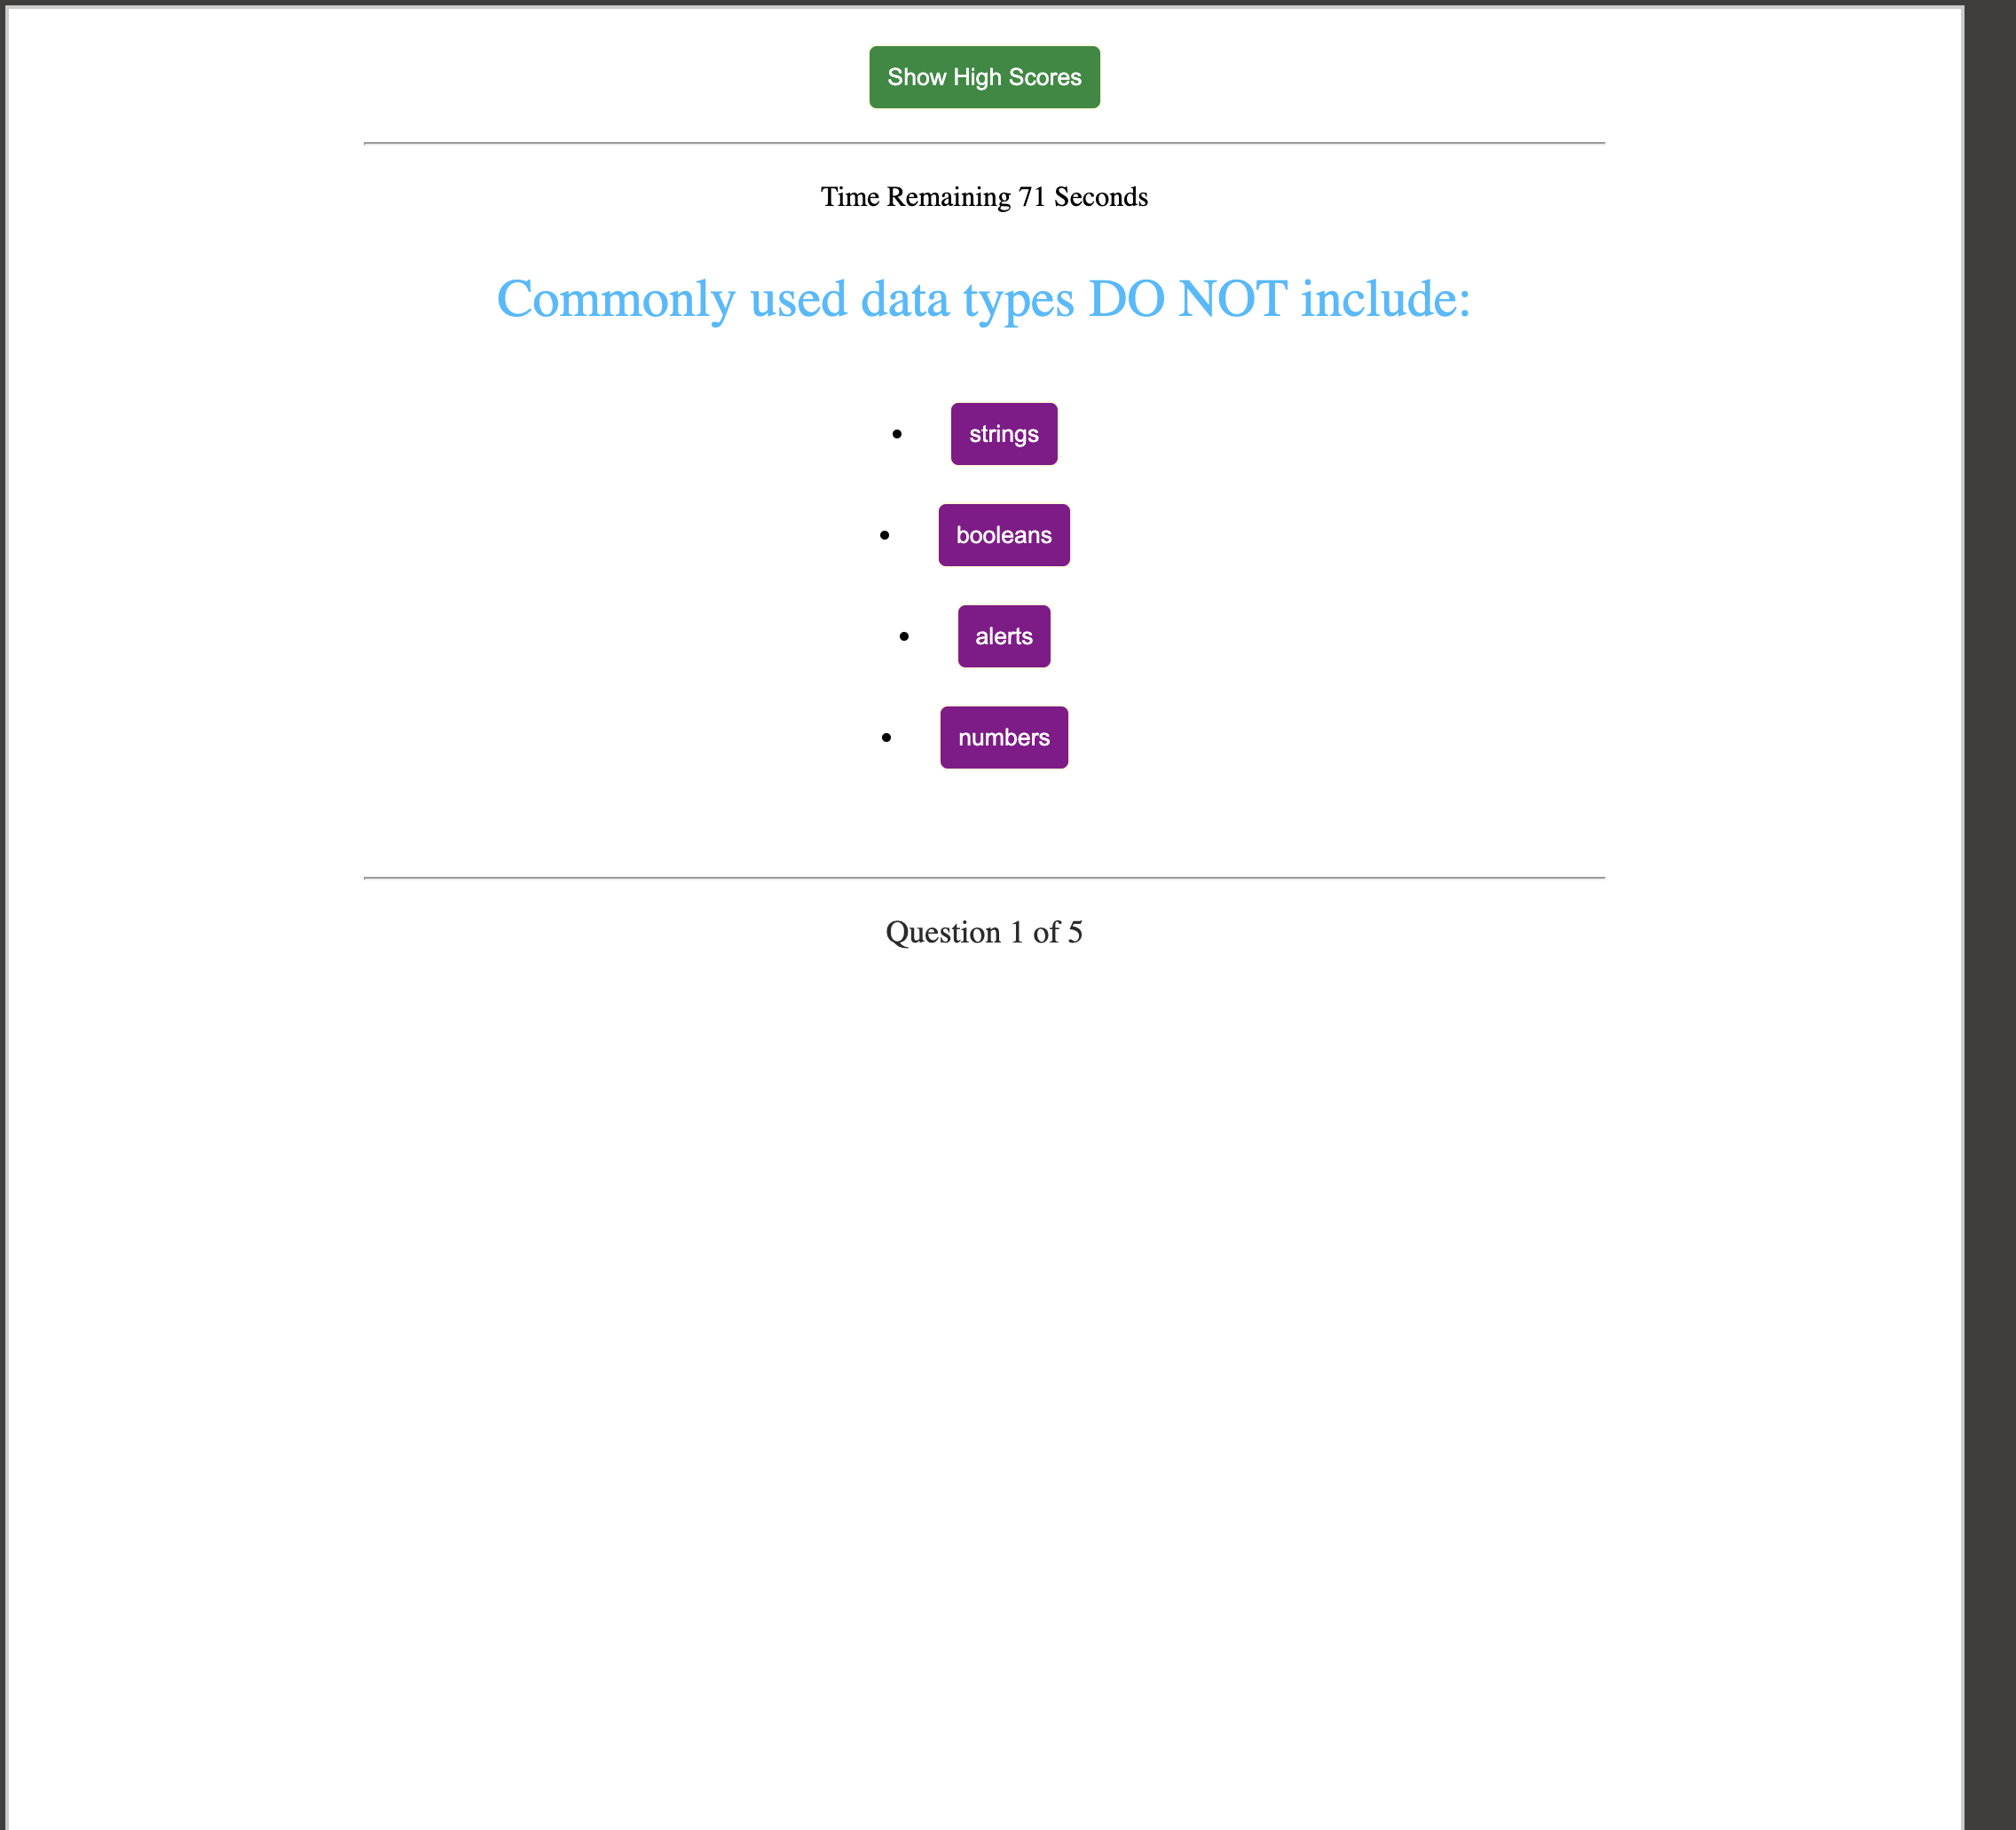 Show High Scores
Time Remaining 71 Seconds
Commonly used data types DO NOT include:
strings
booleans
alerts
numbers
Question 1 of 5